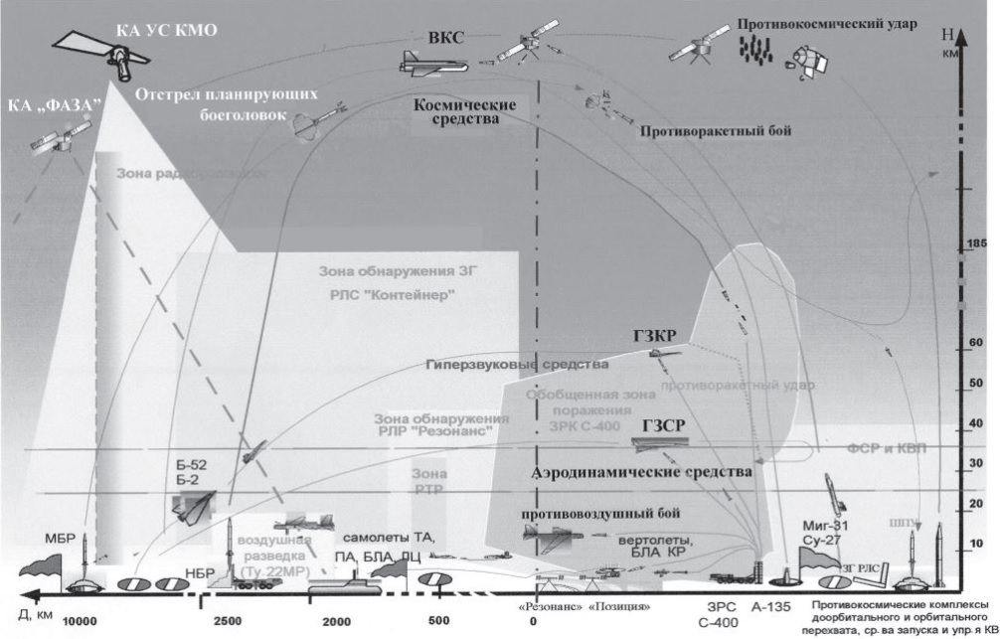 КА УС КМО
ВКС
Противокосмический удар
Н
км
КА „ФАЗА”
Отстрел планирующих
боеголовок
Космические
средства
Противоракетный бой
Зона
185
Зона обнаружения ЗГ
РЛС "Контейнер"
ГЗКР
60
Гиперзвуковые средства
противоракетный удар
50
Обобщенная зона
поражения
ЗРК С-400
Зона обнаружения
РЛР "Резонанс"
ГЗСР
40
ФСР и КВП
30
Б-52
Б-2
Зона
РТР
Аэродинамические средства
20
противовоздушный бой
Миг-31
Су-27
ШПУ
МБР
воздушная
разведка
(Ту-22МР)
самолеты ТА,
ПА, БЛА, ПЦ
вертолеты,
БЛА КР
10
НБР
ЗГ РЛС
Д, км
10000
2500
2000
500
0
«Резонанс» «Позиция»
ЗРС
С-400
А-135
Противокосмические комплексы
доорбитального и орбитального
перехвата, ср. ва запуска и упр. я КВ